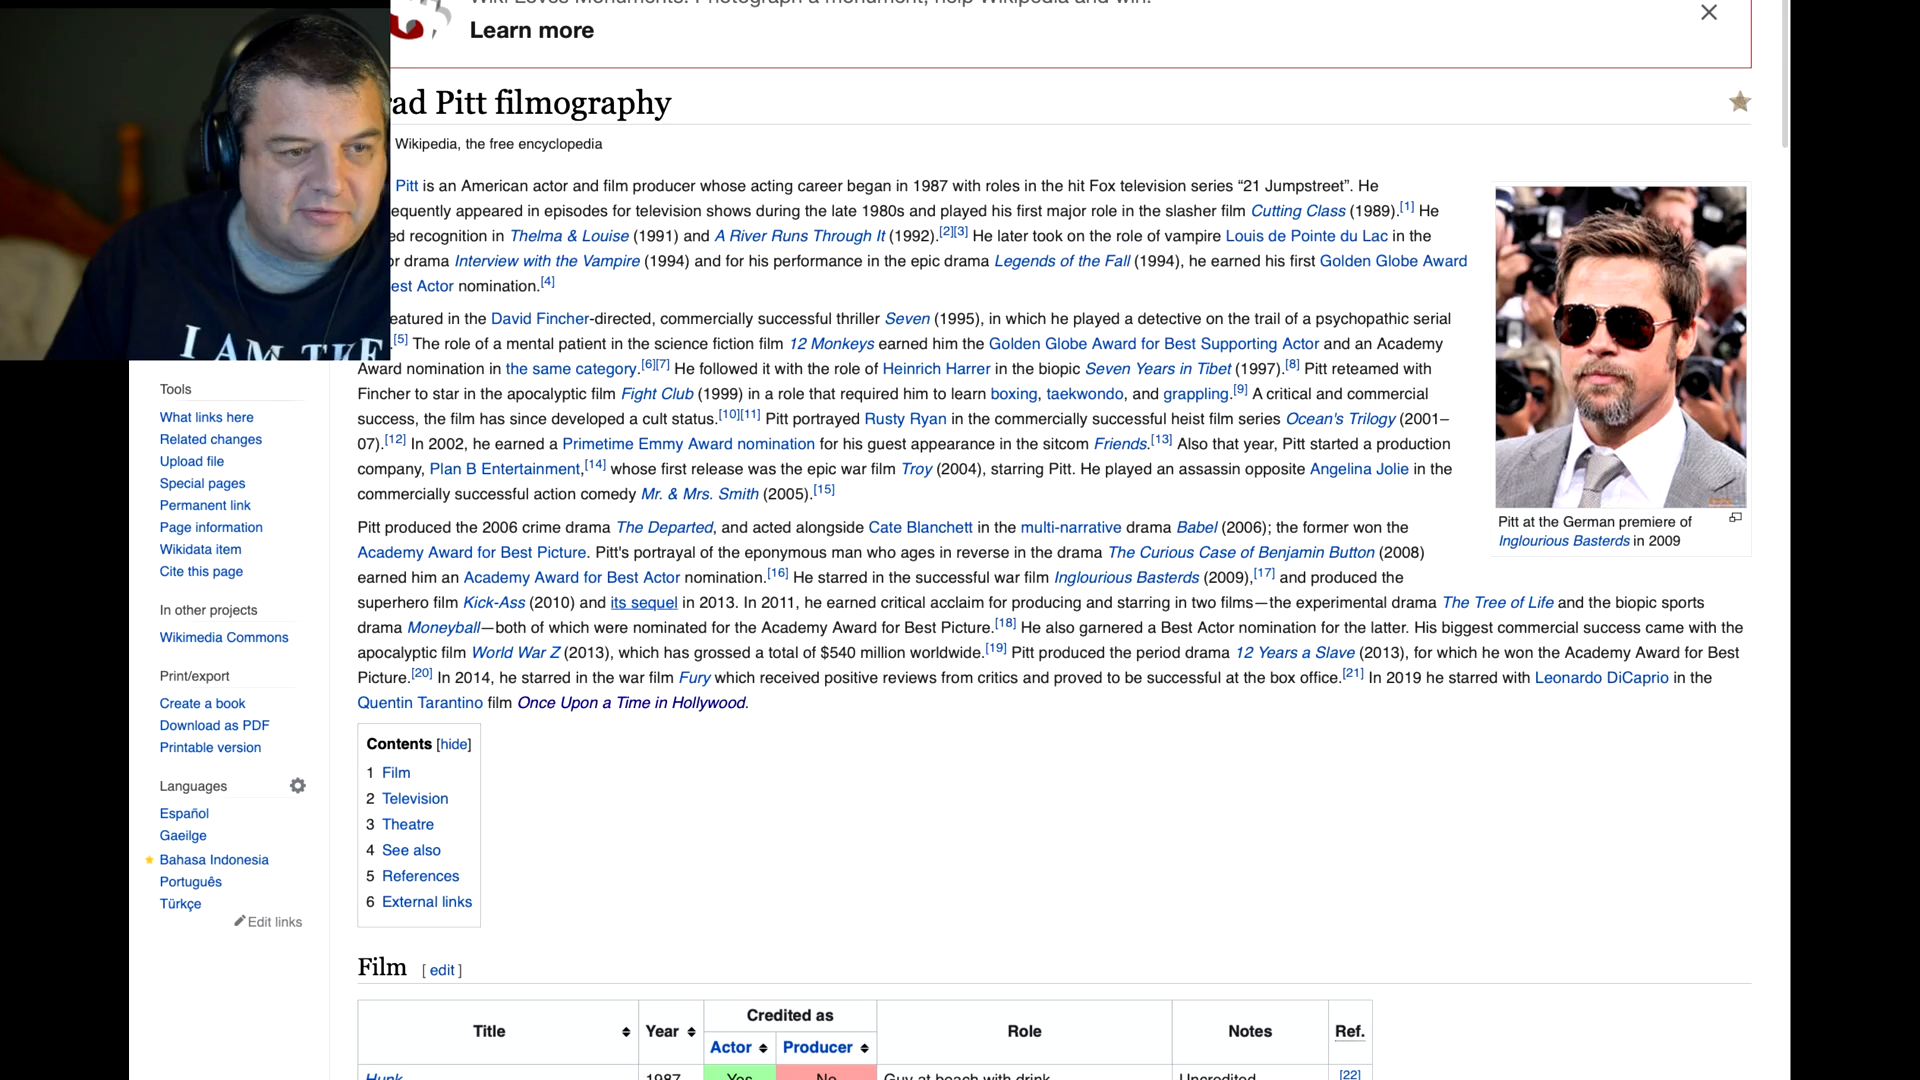 Learn more
ad Pitt filmography
Wikipedia, the free encyclopedia
Pitt is an American actor and film producer whose acting career began in 1987 with roles in the hit Fox television series “21 Jumpstreet”. He
equently appeared in episodes for television shows during the late 1980s and played his first major role in the slasher film Cutting Class (1989).[1] He
ed recognition in Thelma & Louise (1991) and A River Runs Through It (1992).[2][3] He later took on the role of vampire Louis de Pointe du Lac in the
or drama Interview with the Vampire (1994) and for his performance in the epic drama Legends of the Fall (1994), he earned his first Golden Globe Award
est Actor nomination.[4]
eatured in the David Fincher-directed, commercially successful thriller Seven (1995), in which he played a detective on the trail of a psychopathic serial
.[5] The role of a mental patient in the science fiction film 12 Monkeys earned him the Golden Globe Award for Best Supporting Actor and an Academy
Award nomination in the same category.[6][7] He followed it with the role of Heinrich Harrer in the biopic Seven Years in Tibet (1997).[8] Pitt reteamed with
Fincher to star in the apocalyptic film Fight Club (1999) in a role that required him to learn boxing, taekwondo, and grappling.[9] A critical and commercial
success, the film has since developed a cult status.[10][11] Pitt portrayed Rusty Ryan in the commercially successful heist film series Ocean's Trilogy (2001–
07).[12] In 2002, he earned a Primetime Emmy Award nomination for his guest appearance in the sitcom Friends.[13] Also that year, Pitt started a production
company, Plan B Entertainment,[14] whose first release was the epic war film Troy (2004), starring Pitt. He played an assassin opposite Angelina Jolie in the
commercially successful action comedy Mr. & Mrs. Smith (2005).[15]
Pitt produced the 2006 crime drama The Departed, and acted alongside Cate Blanchett in the multi-narrative drama Babel (2006); the former won the
Academy Award for Best Picture. Pitt's portrayal of the eponymous man who ages in reverse in the drama The Curious Case of Benjamin Button (2008)
earned him an Academy Award for Best Actor nomination.[16] He starred in the successful war film Inglourious Basterds (2009),[17] and produced the
superhero film Kick-Ass (2010) and its sequel in 2013. In 2011, he earned critical acclaim for producing and starring in two films—the experimental drama The Tree of Life and the biopic sports
drama Moneyball—both of which were nominated for the Academy Award for Best Picture.[18] He also garnered a Best Actor nomination for the latter. His biggest commercial success came with the
apocalyptic film World War Z (2013), which has grossed a total of $540 million worldwide.[19] Pitt produced the period drama 12 Years a Slave (2013), for which he won the Academy Award for Best
Picture.[20] In 2014, he starred in the war film Fury which received positive reviews from critics and proved to be successful at the box office.[21] In 2019 he starred with Leonardo DiCaprio in the
Quentin Tarantino film Once Upon a Time in Hollywood.
Pitt at the German premiere of
Inglourious Basterds in 2009
I AM THE
Tools
What links here
Related changes
Upload file
Special pages
Permanent link
Page information
Wikidata item
Cite this page
In other projects
Wikimedia Commons
Print/export
Create a book
Download as PDF
Printable version
Languages
Español
Gaeilge
Bahasa Indonesia
Português
Türkçe
Edit links
Contents [hide]
1 Film
2 Television
3 Theatre
4 See also
5 References
6 External links
Film [ edit ]
Title Year Credited as Role Notes Ref.
Actor Producer
Hunk 1987 Yes No Guy at beach with drink Uncredited [22]